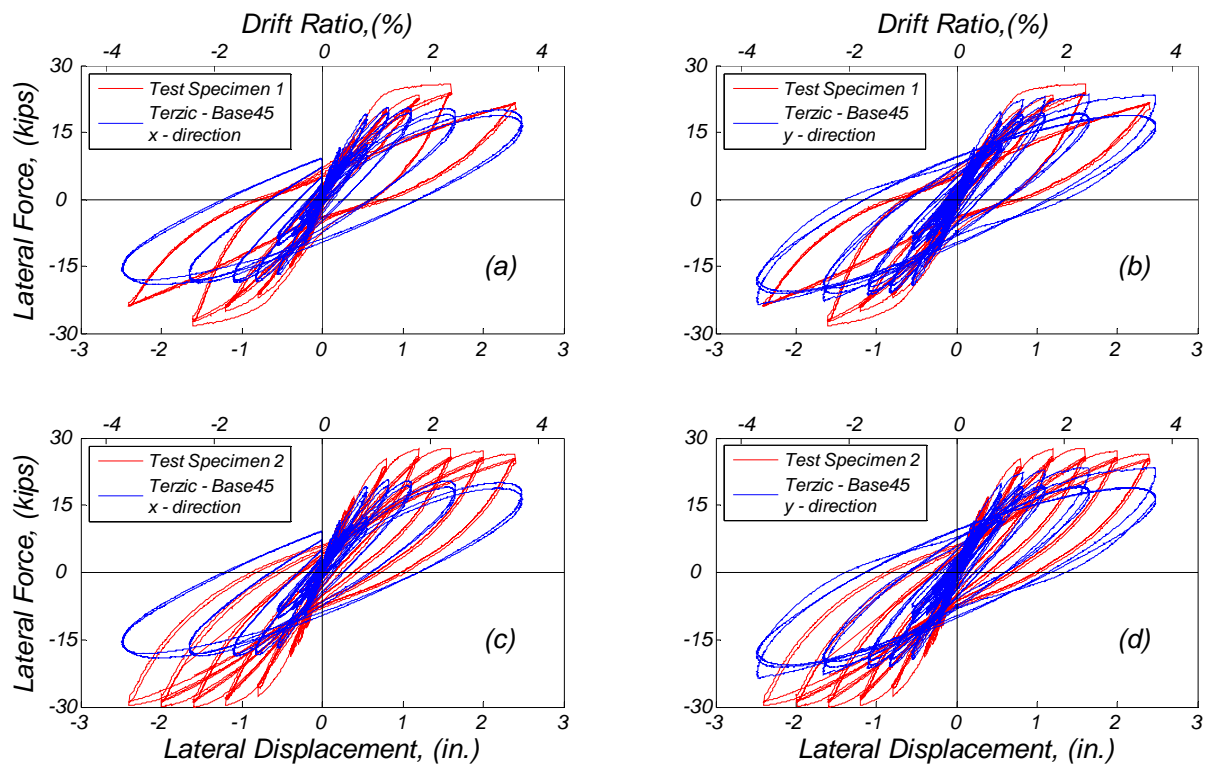 Drift Ratio,(%)
Drift Ratio,(%)
-4 -2 0 2 4
-4 -2 0 2 4
Lateral Force, (kips)
30
15
0
-15
-30
Test Specimen 1
Terzic - Base45
x - direction
(a)
-3 -2 -1 0 1 2 3
30
15
0
-15
-30
Test Specimen 1
Terzic - Base45
y - direction
(b)
-3 -2 -1 0 1 2 3
-4 -2 0 2 4
-4 -2 0 2 4
Lateral Force, (kips)
30
15
0
-15
-30
Test Specimen 2
Terzic - Base45
x - direction
(c)
-3 -2 -1 0 1 2 3
Lateral Displacement, (in.)
30
15
0
-15
-30
Test Specimen 2
Terzic - Base45
y - direction
(d)
-3 -2 -1 0 1 2 3
Lateral Displacement, (in.)